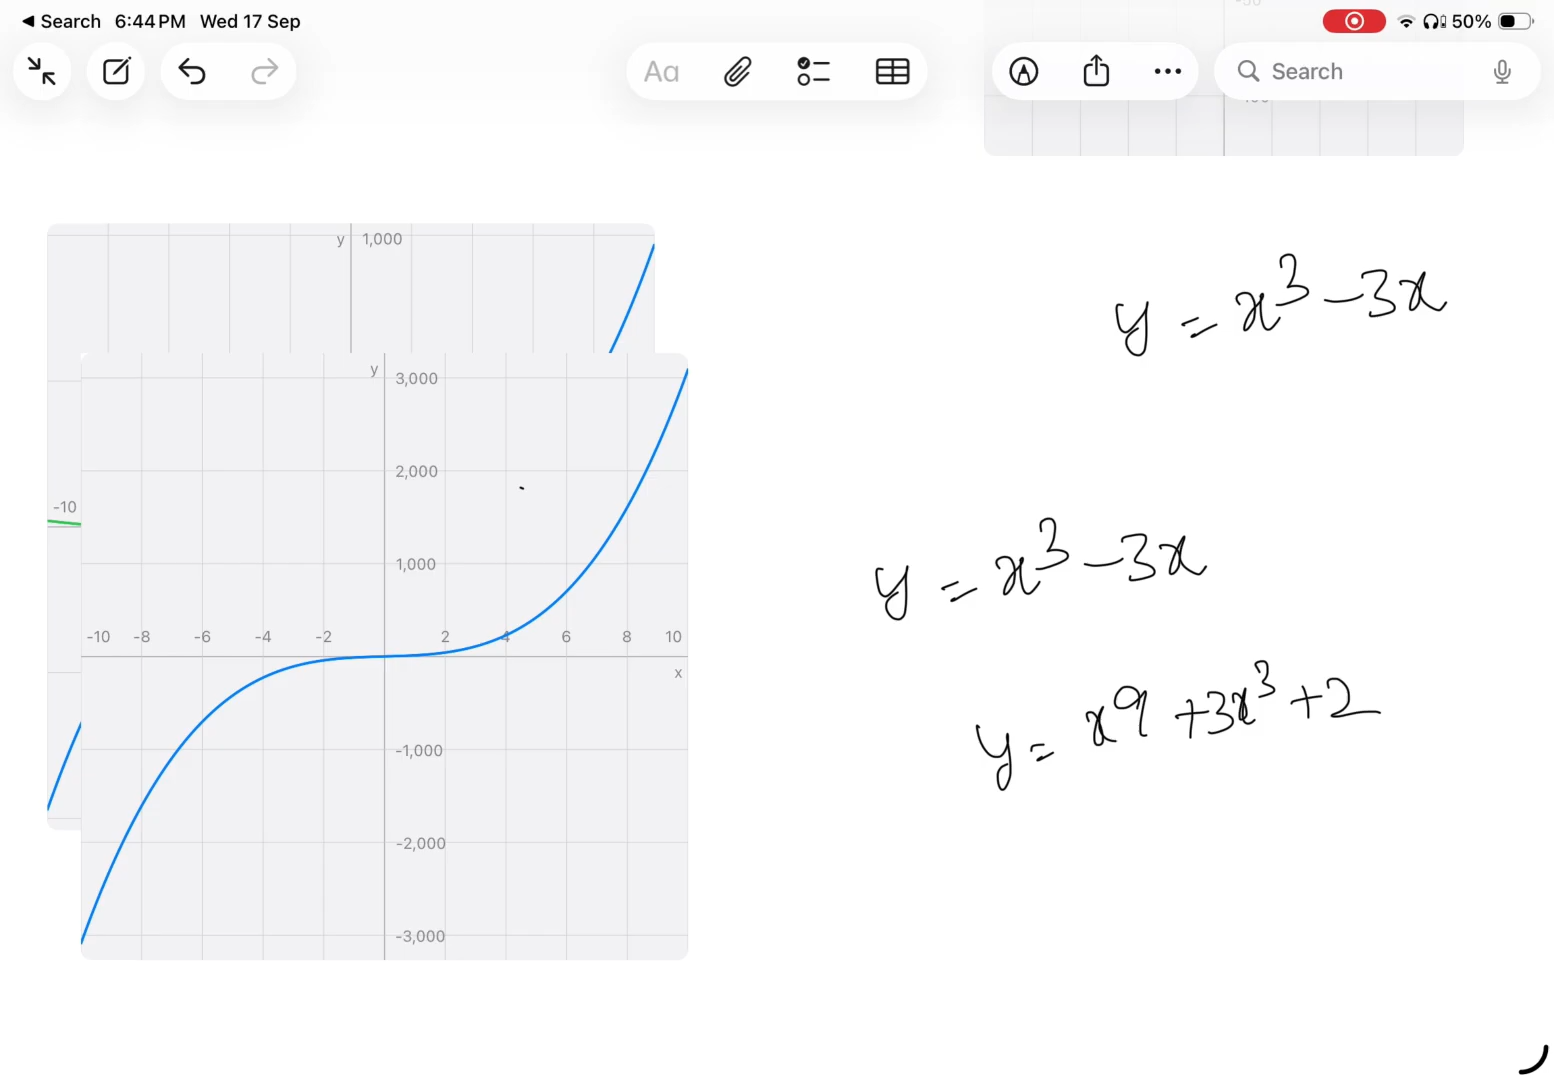 ◀ Search 6:44 PM Wed 17 Sep 50%
Aa Search
y 1,000
-10
y
3,000
2,000
1,000
-10 -8 -6 -4 -2 2 4 6 8 10
x
-1,000
-2,000
-3,000
y = x³ - 3x
y = x³ - 3x
y = x⁹ + 3x³ + 2